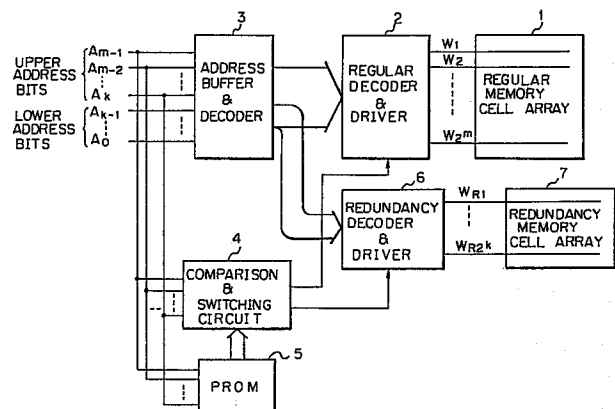 UPPER ADDRESS BITS
Am-1
Am-2
Ak
LOWER ADDRESS BITS
Ak-1
A0
3
ADDRESS BUFFER & DECODER
2
REGULAR DECODER & DRIVER
W1
W2
W2m
1
REGULAR MEMORY CELL ARRAY
6
REDUNDANCY DECODER & DRIVER
WR1
WR2k
7
REDUNDANCY MEMORY CELL ARRAY
4
COMPARISON & SWITCHING CIRCUIT
5
PROM